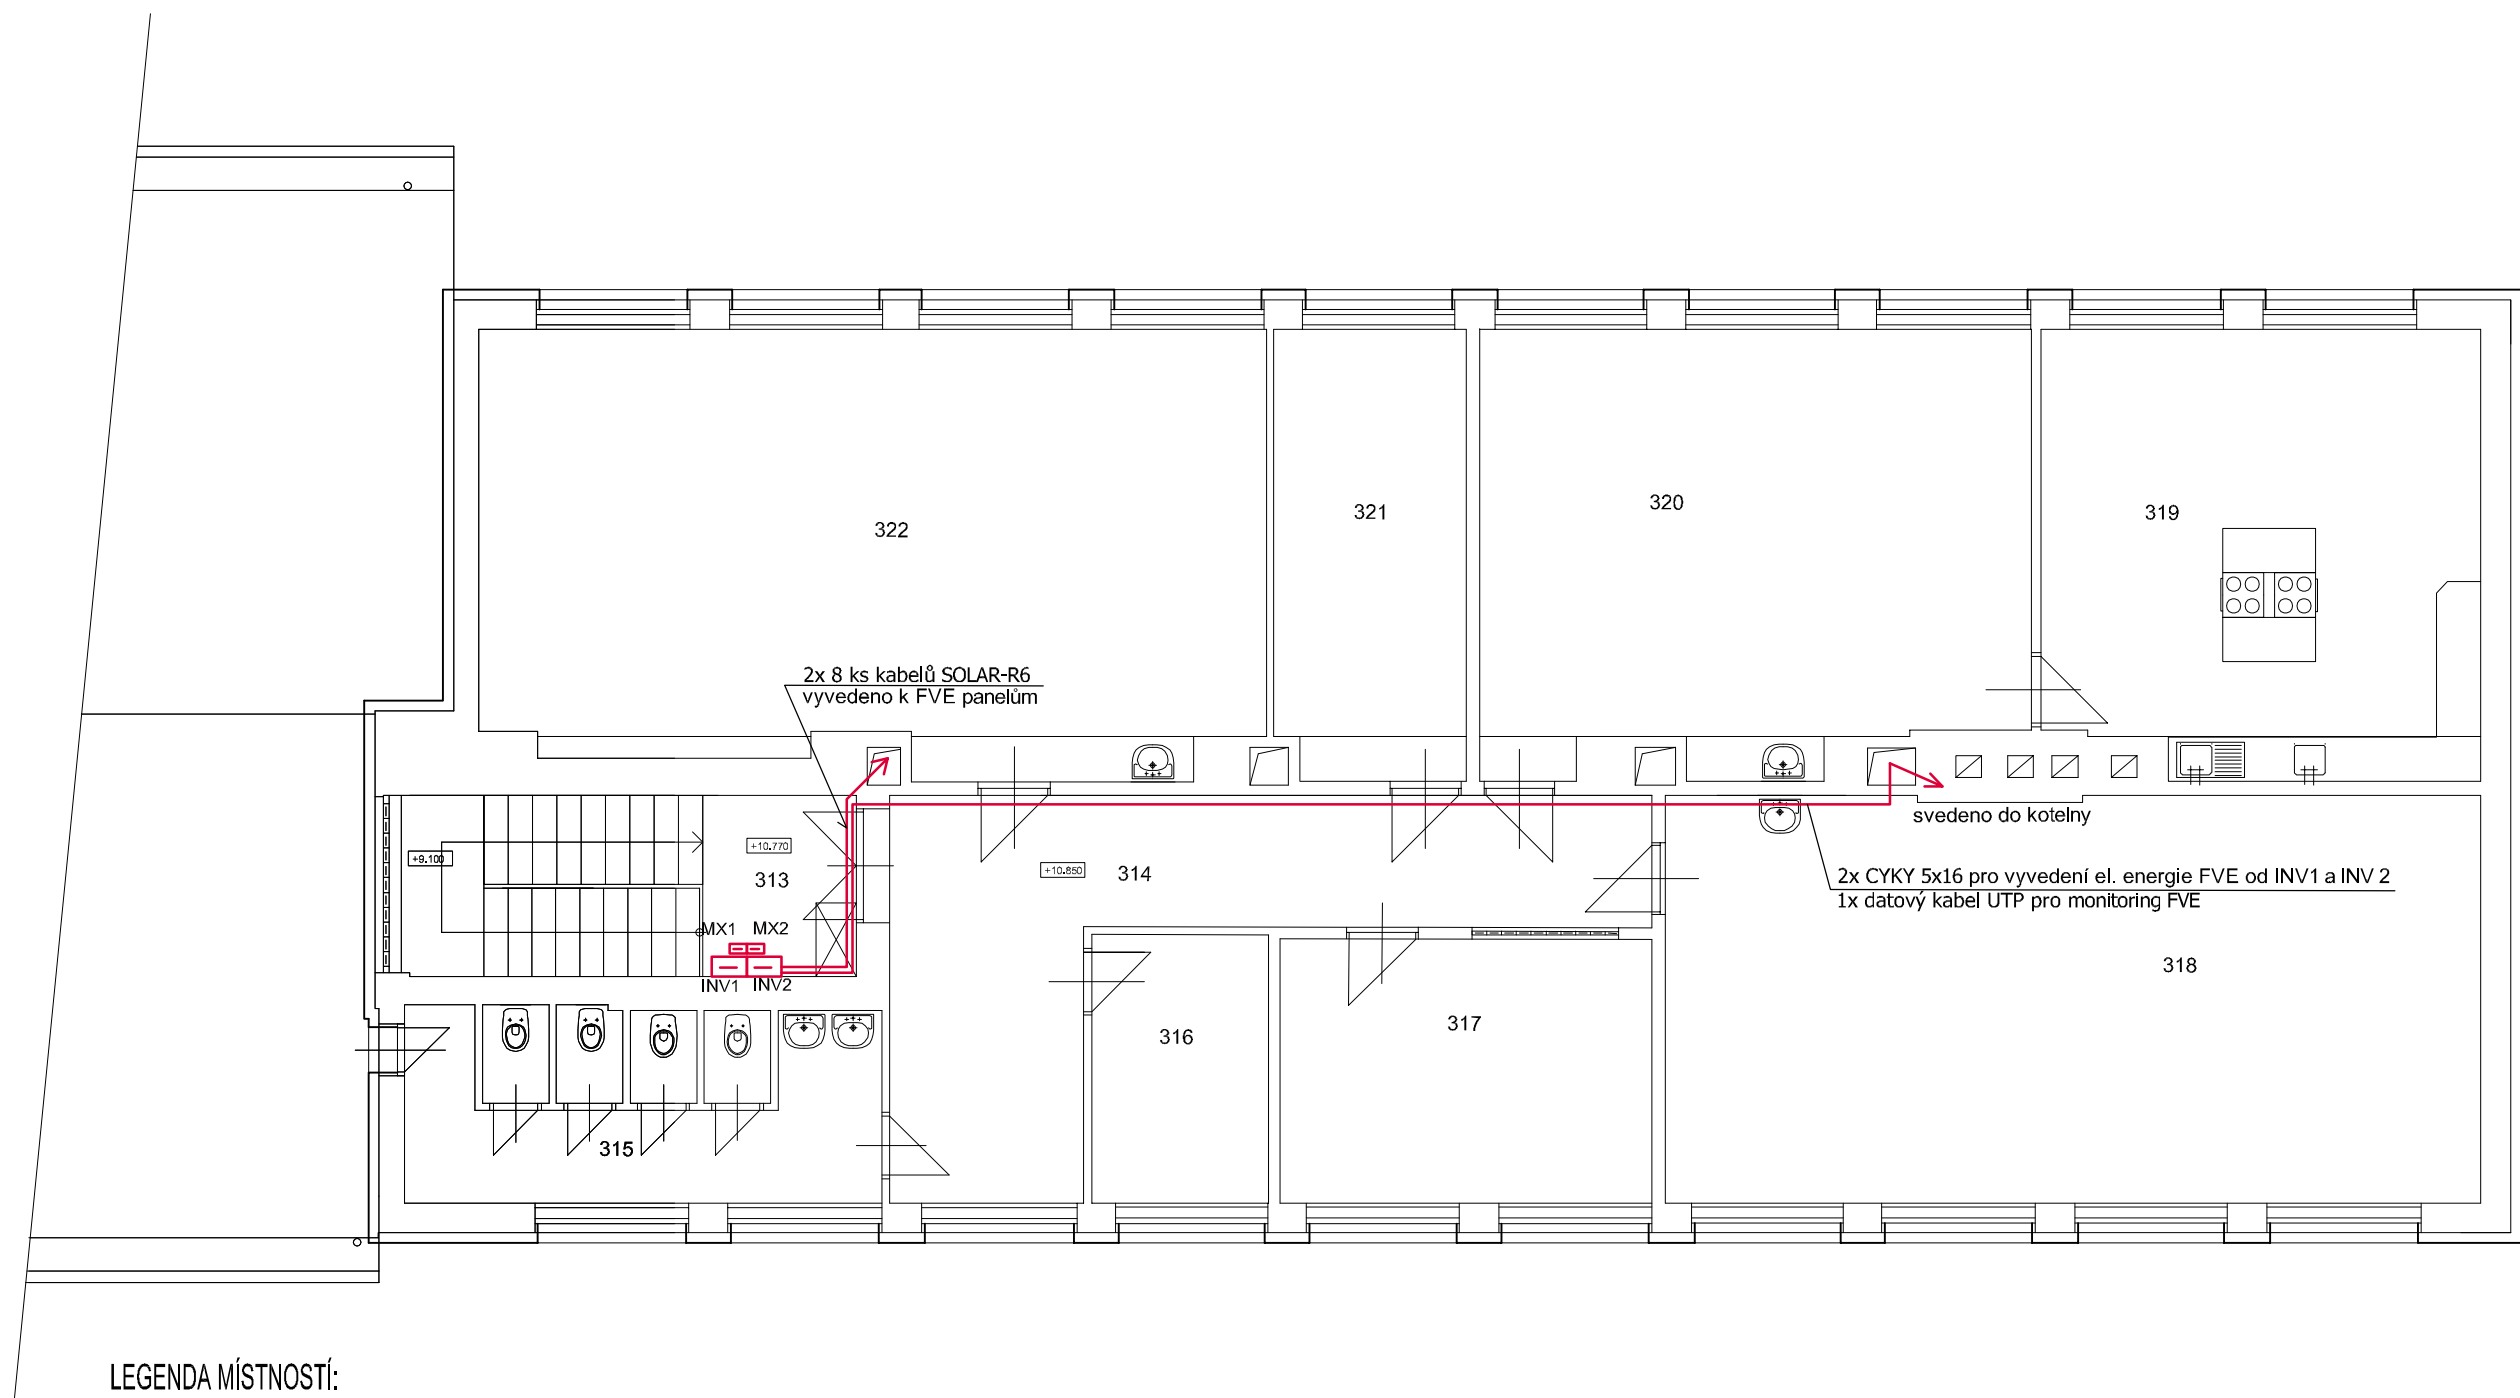 322
321
320
319
2x 8 ks kabelů SOLAR-R6
vyvedeno k FVE panelům
svedeno do kotelny
+9.100
+10.770
313
+10.850
314
2x CYKY 5x16 pro vyvedení el. energie FVE od INV1 a INV 2
1x datový kabel UTP pro monitoring FVE
MX1 MX2
INV1 INV2
318
316
317
315
LEGENDA MÍSTNOSTÍ: